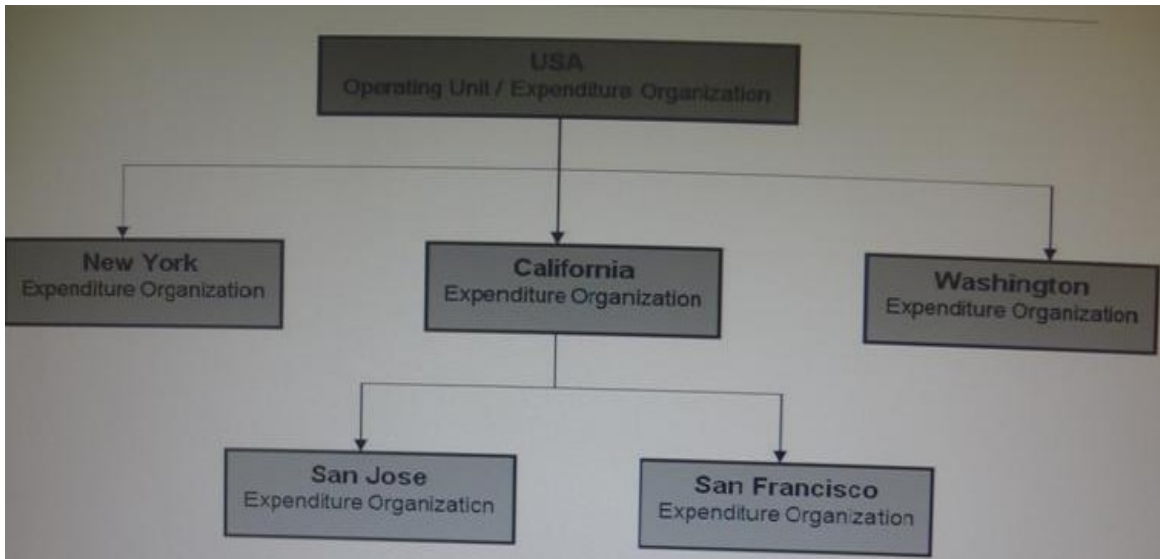 USA
Operating Unit / Expenditure Organization
New York
Expenditure Organization
California
Expenditure Organization
Washington
Expenditure Organization
San Jose
Expenditure Organization
San Francisco
Expenditure Organization